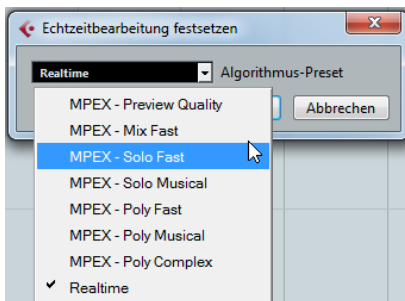 Echtzeitbearbeitung festsetzen
Realtime Algorithmus-Preset
MPEX - Preview Quality Abbrechen
MPEX - Mix Fast
MPEX - Solo Fast
MPEX - Solo Musical
MPEX - Poly Fast
MPEX - Poly Musical
MPEX - Poly Complex
Realtime